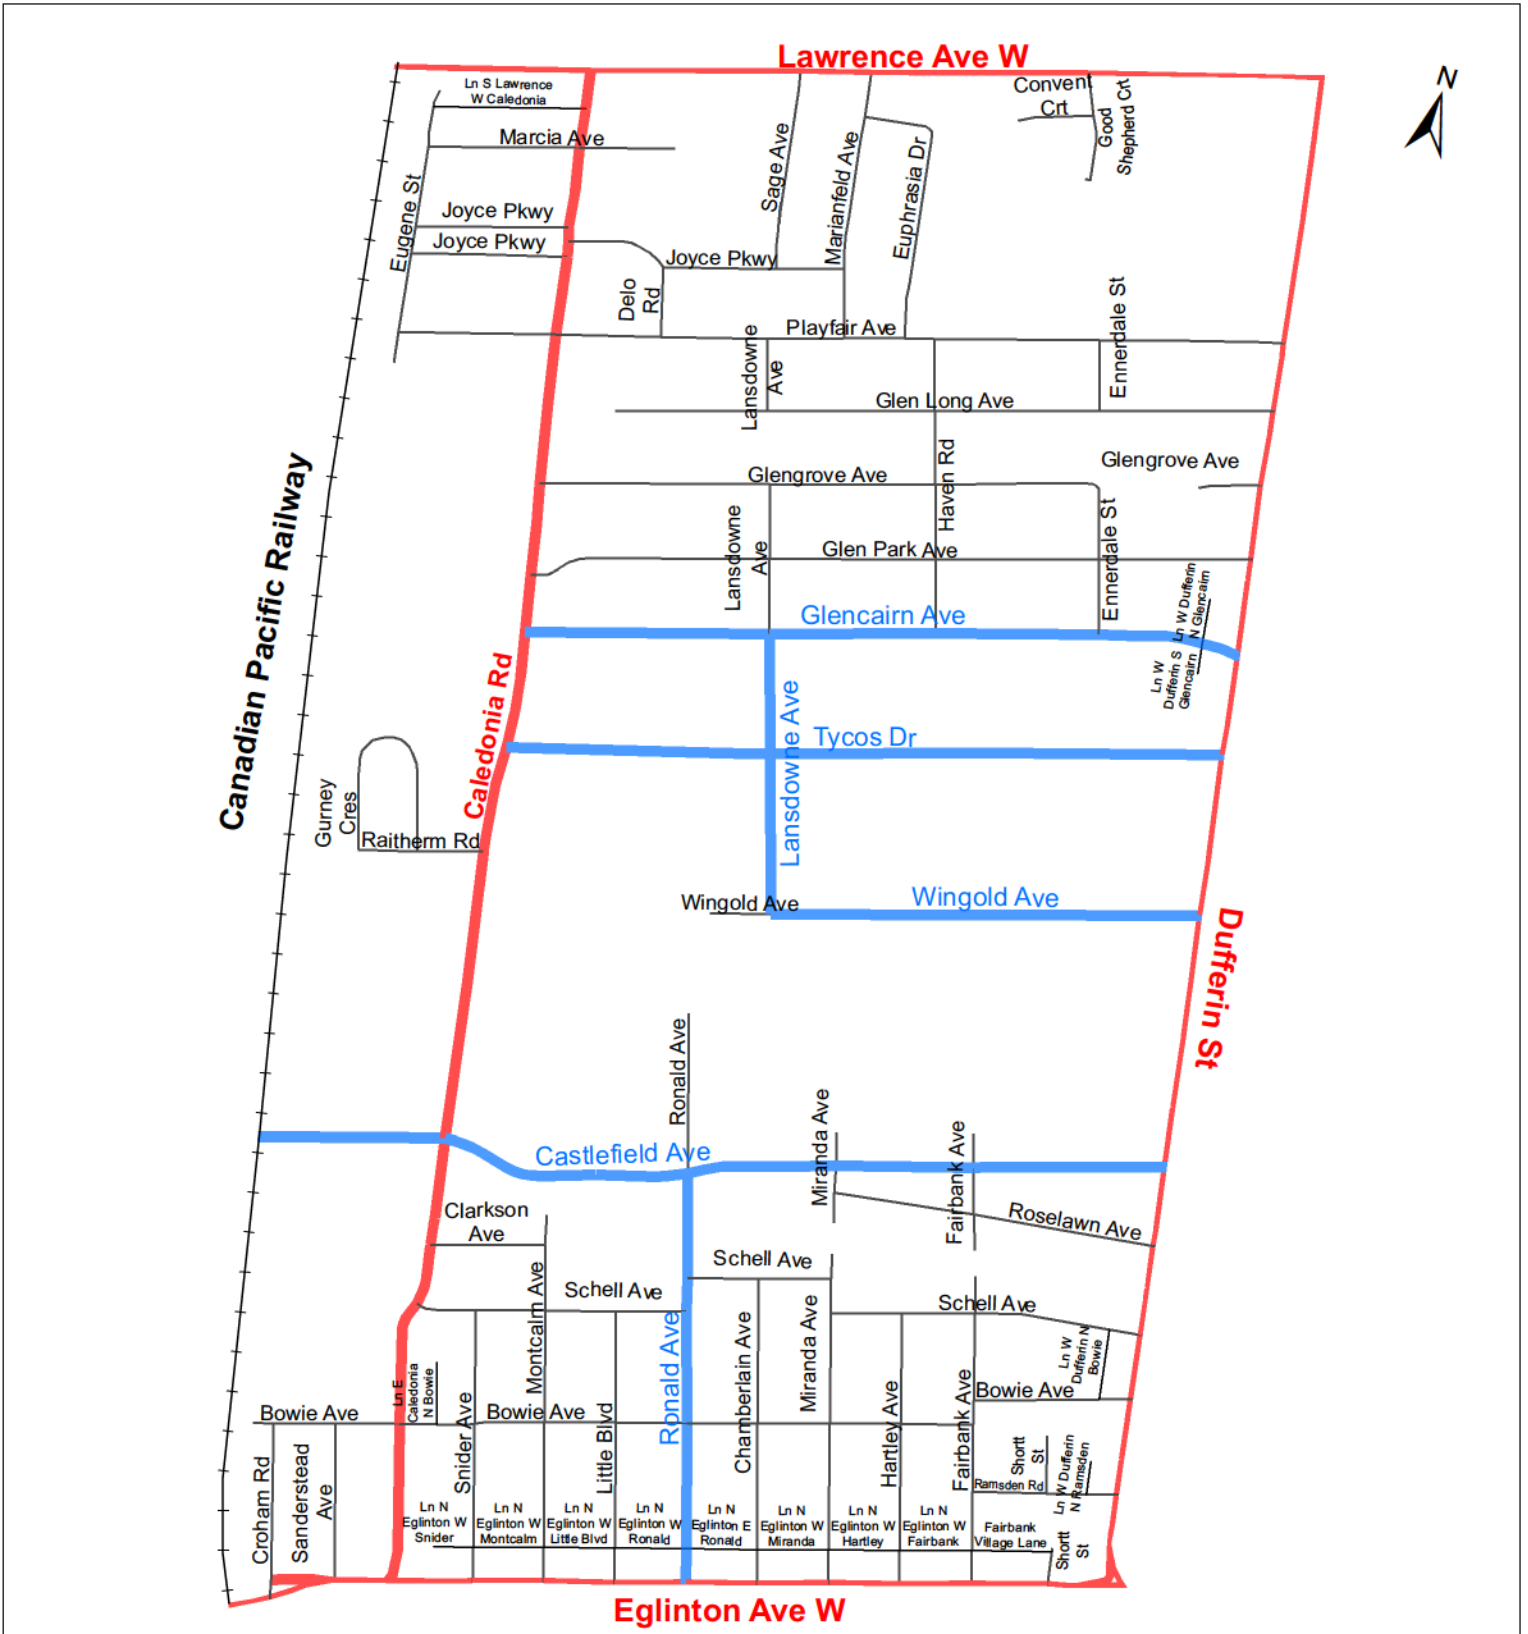 Lawrence Ave W
N
Ln S Lawrence
W Caledonia
Convent
Crt
Good
Shepherd Crt
Marcia Ave
Sage Ave
Marianfeld Ave
Euphrasia Dr
Eugene St
Joyce Pkwy
Joyce Pkwy
Joyce Pkwy
Delo
Rd
Playfair Ave
Lansdowne
Ave
Ennerdale St
Glen Long Ave
Canadian Pacific Railway
Glengrove Ave
Haven Rd
Glengrove Ave
Lansdowne
Ave
Glen Park Ave
Ennerdale St
Ln W Dufferin
N Glencairn
Glencairn Ave
Ln W
Dufferin S
Glencairn
Caledonia Rd
Lansdowne Ave
Tycos Dr
Gurney
Cres
Raitherm Rd
Wingold Ave
Wingold Ave
Dufferin St
Ronald Ave
Miranda Ave
Fairbank Ave
Castlefield Ave
Clarkson
Ave
Roselawn Ave
Schell Ave
Schell Ave
Schell Ave
Montcalm Ave
Ronald Ave
Chamberlain Ave
Miranda Ave
Ln W
Dufferin N
Bowie
Ln E
Caledonia
N Bowie
Bowie Ave
Bowie Ave
Bowie Ave
Snider Ave
Little Blvd
Hartley Ave
Fairbank Ave
Croham Rd
Sanderstead
Ave
Shortt
St
Ramsden Rd
Ln W Dufferin
N Ramsden
Ln N
Eglinton W
Snider
Ln N
Eglinton W
Montcalm
Ln N
Eglinton W
Little Blvd
Ln N
Eglinton W
Ronald
Ln N
Eglinton E
Ronald
Ln N
Eglinton W
Miranda
Ln N
Eglinton W
Hartley
Ln N
Eglinton W
Fairbank
Fairbank
Village Lane
Shortt
St
Eglinton Ave W